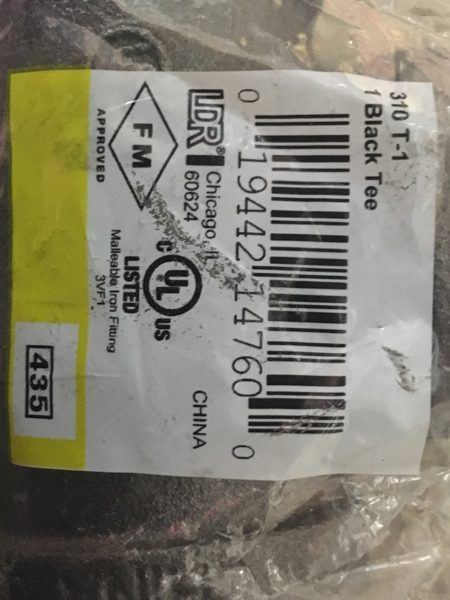 310 T-1
1 Black Tee
0 19442 14760 0
LDR® Chicago, IL
60624
CHINA
FM
APPROVED
C UL® US
LISTED
Malleable Iron Fitting
3VF1
435